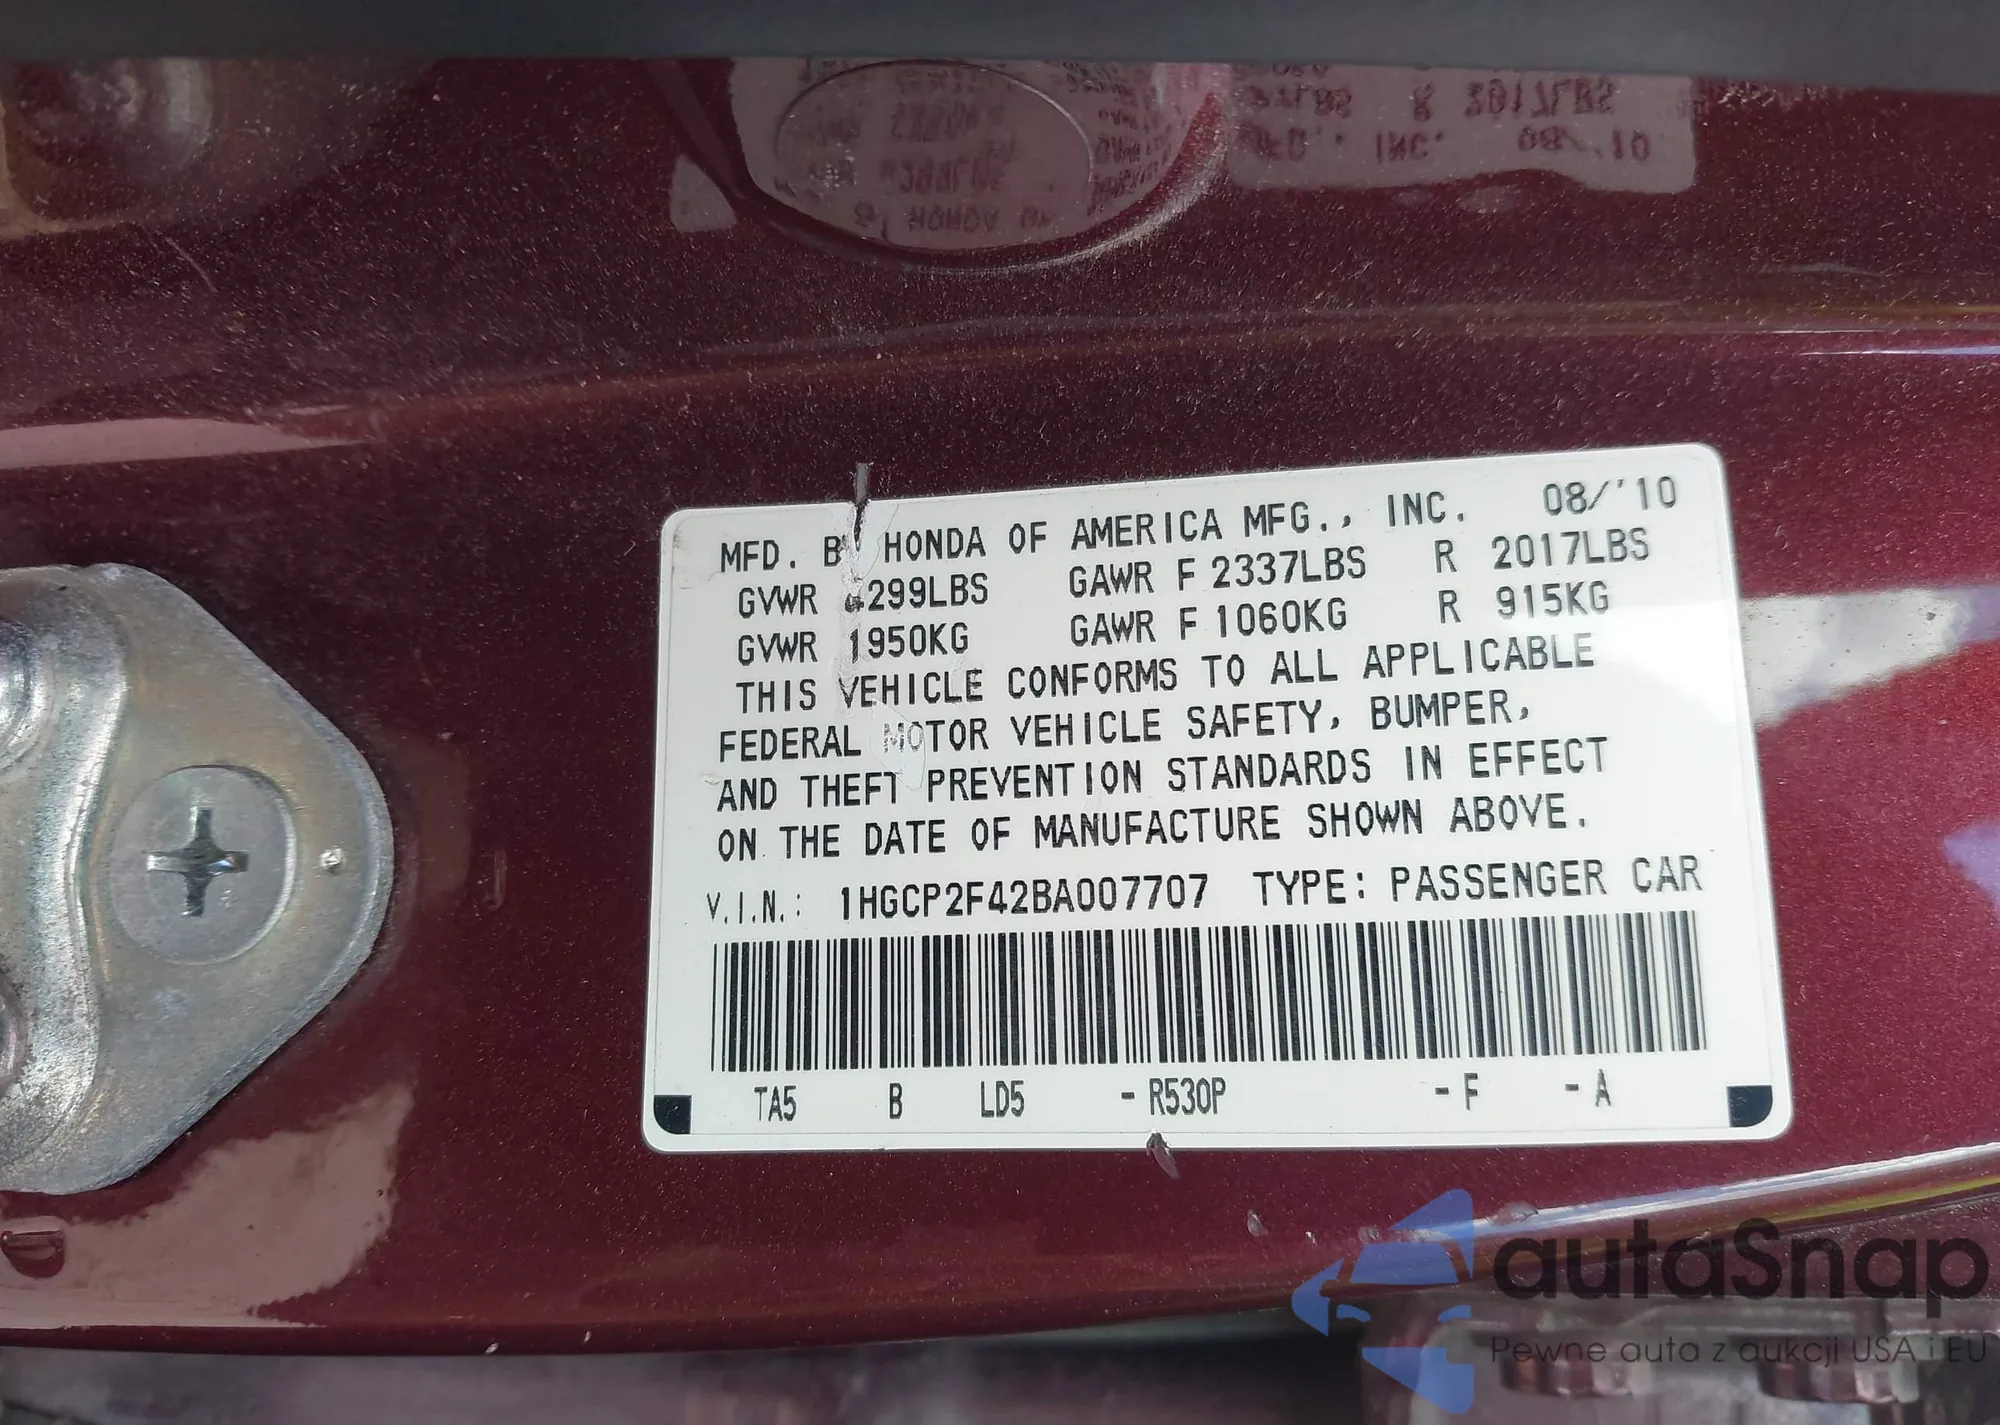 MFD. BY HONDA OF AMERICA MFG., INC. 08/'10
GVWR 4299LBS GAWR F 2337LBS R 2017LBS
GVWR 1950KG GAWR F 1060KG R 915KG
THIS VEHICLE CONFORMS TO ALL APPLICABLE
FEDERAL MOTOR VEHICLE SAFETY, BUMPER,
AND THEFT PREVENTION STANDARDS IN EFFECT
ON THE DATE OF MANUFACTURE SHOWN ABOVE.
V.I.N.: 1HGCP2F42BA007707 TYPE: PASSENGER CAR
TA5 B LD5 - R530P - F - A
autaSnap
Pewne auta z aukcji USA i EU